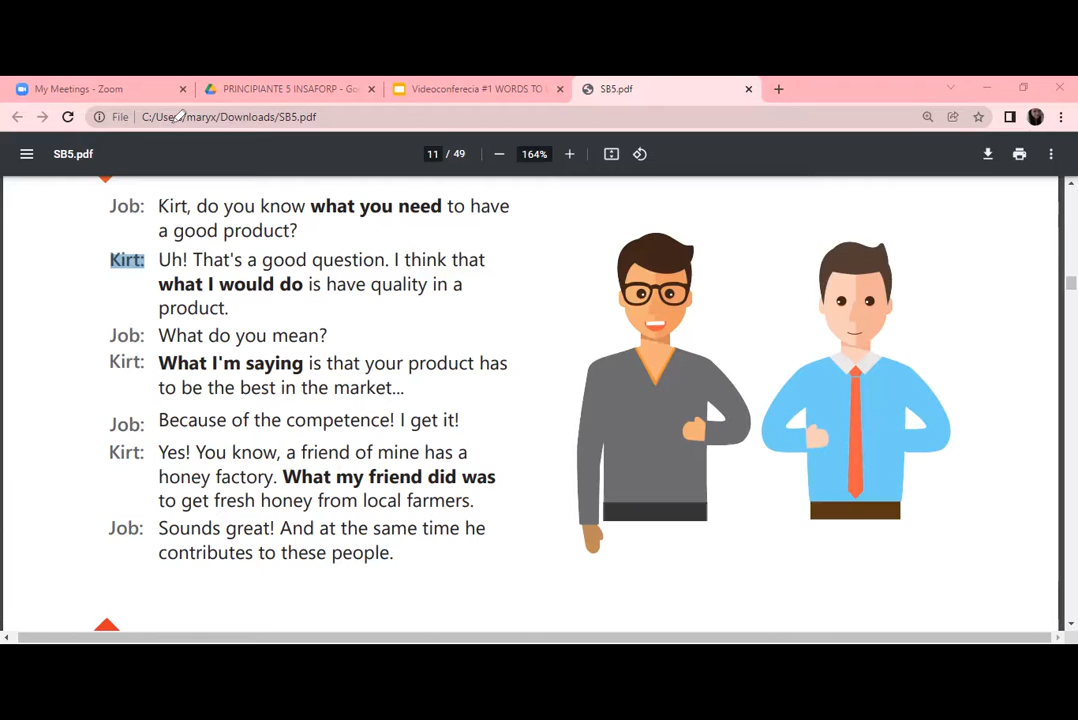 My Meetings - Zoom
PRINCIPIANTE 5 INSAFORP - Go
Videoconferecia #1 WORDS TO
SB5.pdf
File C:/Users/maryx/Downloads/SB5.pdf
SB5.pdf 11 / 49 164%
Job: Kirt, do you know what you need to have
a good product?
Kirt: Uh! That's a good question. I think that
what I would do is have quality in a
product.
Job: What do you mean?
Kirt: What I'm saying is that your product has
to be the best in the market...
Job: Because of the competence! I get it!
Kirt: Yes! You know, a friend of mine has a
honey factory. What my friend did was
to get fresh honey from local farmers.
Job: Sounds great! And at the same time he
contributes to these people.